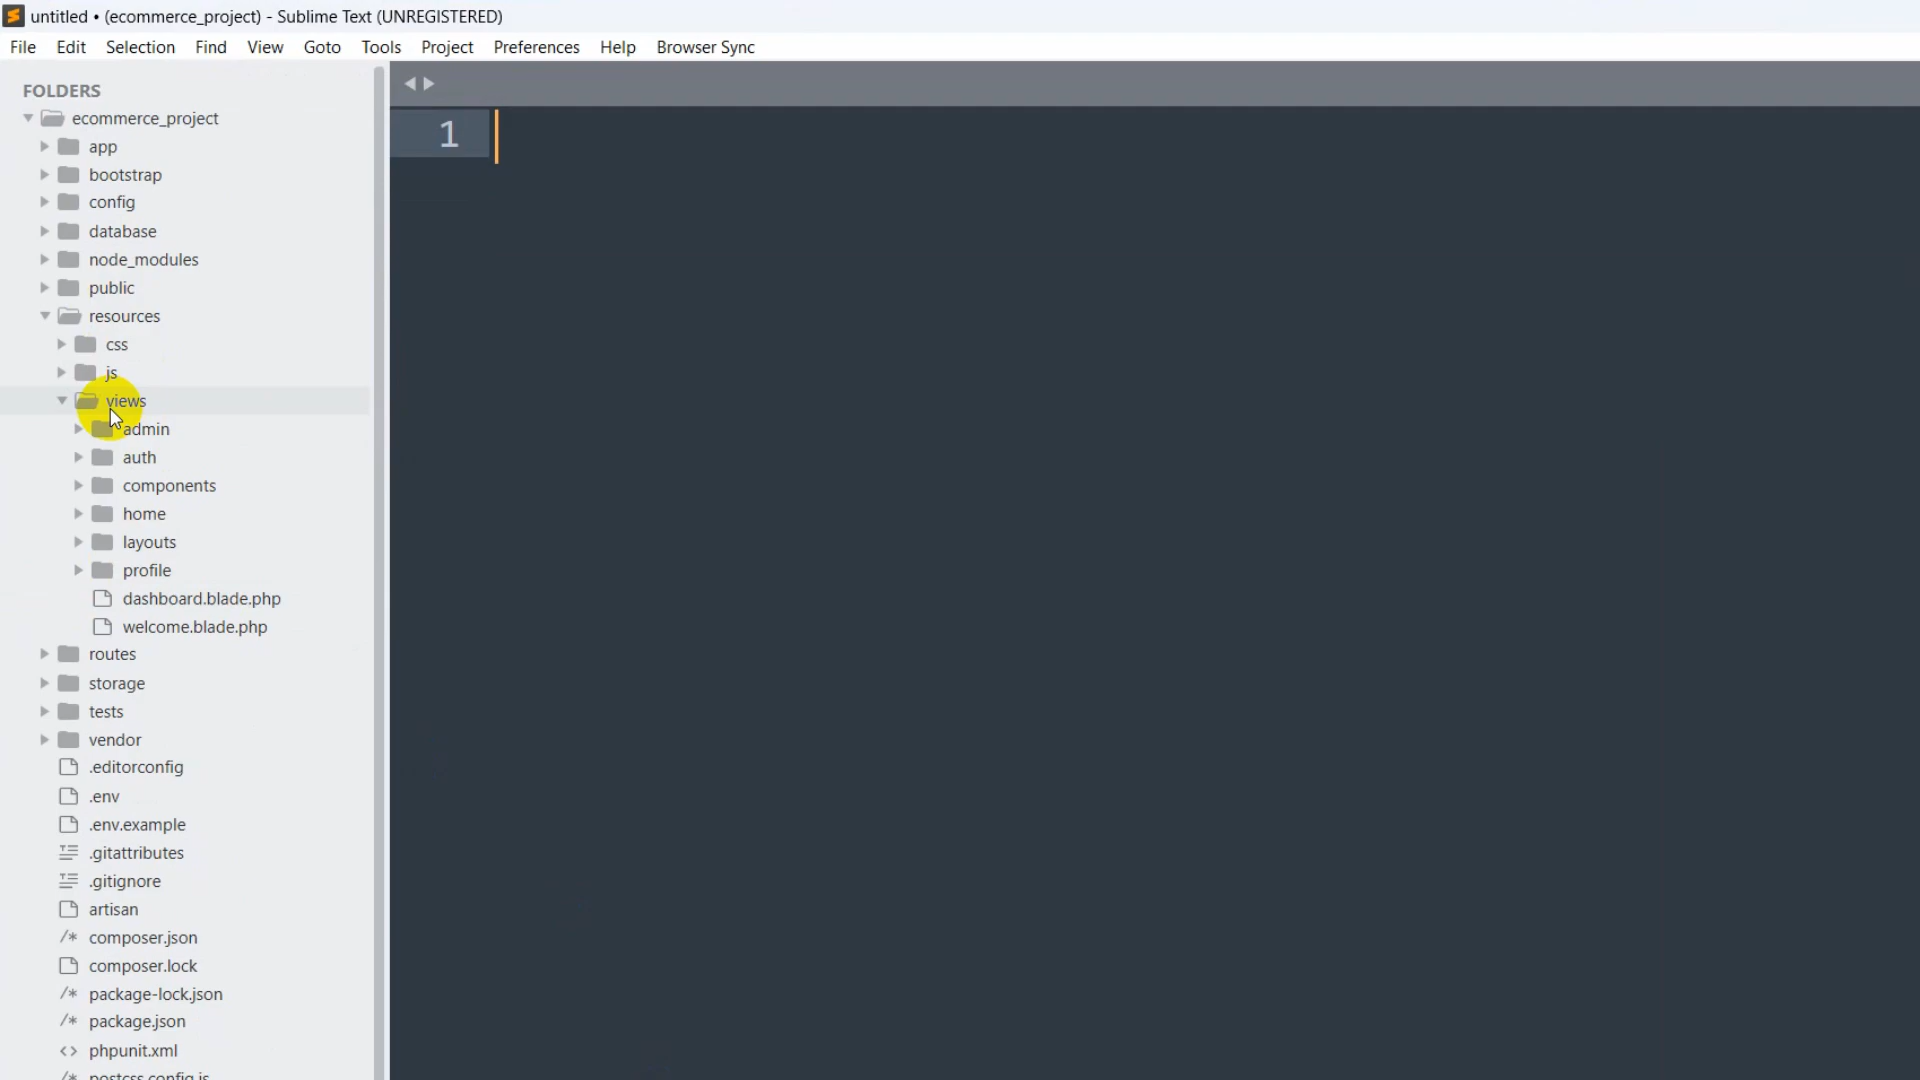 untitled • (ecommerce_project) - Sublime Text (UNREGISTERED)
File Edit Selection Find View Goto Tools Project Preferences Help Browser Sync
FOLDERS
ecommerce_project
app
bootstrap
config
database
node_modules
public
resources
css
js
views
admin
auth
components
home
layouts
profile
dashboard.blade.php
welcome.blade.php
routes
storage
tests
vendor
.editorconfig
.env
.env.example
.gitattributes
.gitignore
artisan
/* composer.json
composer.lock
/* package-lock.json
/* package.json
<> phpunit.xml
/* postcss.config.js
1